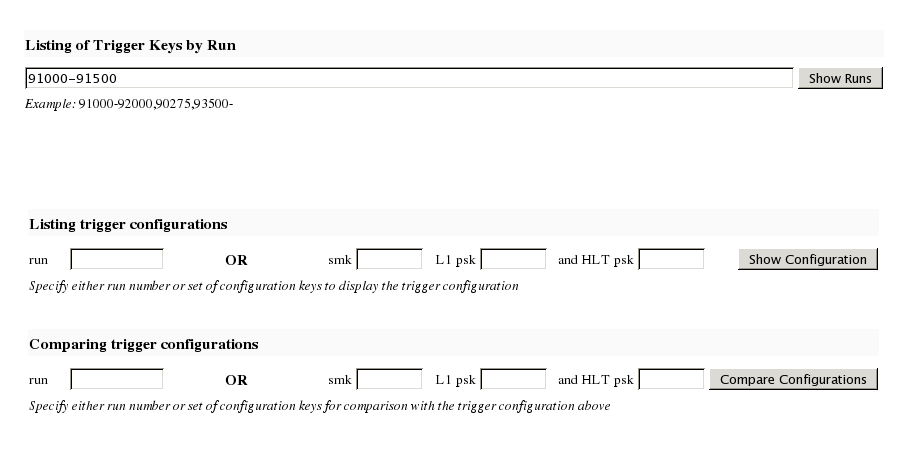 Listing of Trigger Keys by Run
91000-91500 Show Runs
Example: 91000-92000,90275,93500-
Listing trigger configurations
run OR smk L1 psk and HLT psk Show Configuration
Specify either run number or set of configuration keys to display the trigger configuration
Comparing trigger configurations
run OR smk L1 psk and HLT psk Compare Configurations
Specify either run number or set of configuration keys for comparison with the trigger configuration above